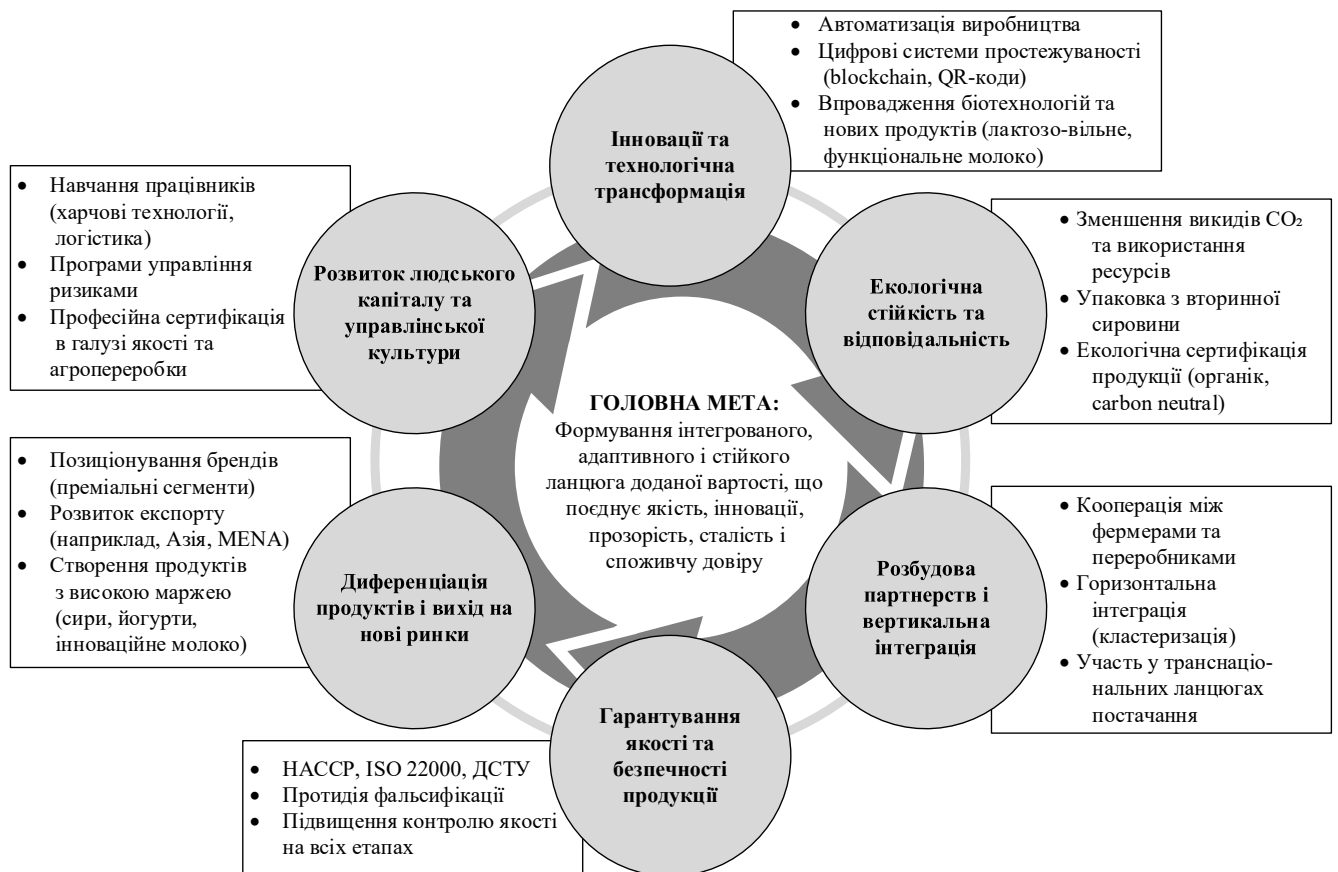 • Автоматизація виробництва
• Цифрові системи простежуваності
(blockchain, QR-коди)
• Впровадження біотехнологій та
нових продуктів (лактозо-вільне,
функціональне молоко)
Інновації та
технологічна
трансформація
• Навчання працівників
(харчові технології,
логістика)
• Програми управління
ризиками
• Професійна сертифікація
в галузі якості та
агропереробки
Розвиток людського
капіталу та
управлінської
культури
Екологічна
стійкість та
відповідальність
• Зменшення викидів CO₂
та використання
ресурсів
• Упаковка з вторинної
сировини
• Екологічна сертифікація
продукції (органік,
carbon neutral)
ГОЛОВНА МЕТА:
Формування інтегрованого,
адаптивного і стійкого
ланцюга доданої вартості, що
поєднує якість, інновації,
прозорість, сталість і
споживчу довіру
• Позиціонування брендів
(преміальні сегменти)
• Розвиток експорту
(наприклад, Азія, MENA)
• Створення продуктів
з високою маржею
(сири, йогурти,
інноваційне молоко)
Диференціація
продуктів і вихід на
нові ринки
Розбудова
партнерств і
вертикальна
інтеграція
• Кооперація між
фермерами та
переробниками
• Горизонтальна
інтеграція
(кластеризація)
• Участь у транснаціо-
нальних ланцюгах
постачання
Гарантування
якості та
безпечності
продукції
• HACCP, ISO 22000, ДСТУ
• Протидія фальсифікації
• Підвищення контролю якості
на всіх етапах